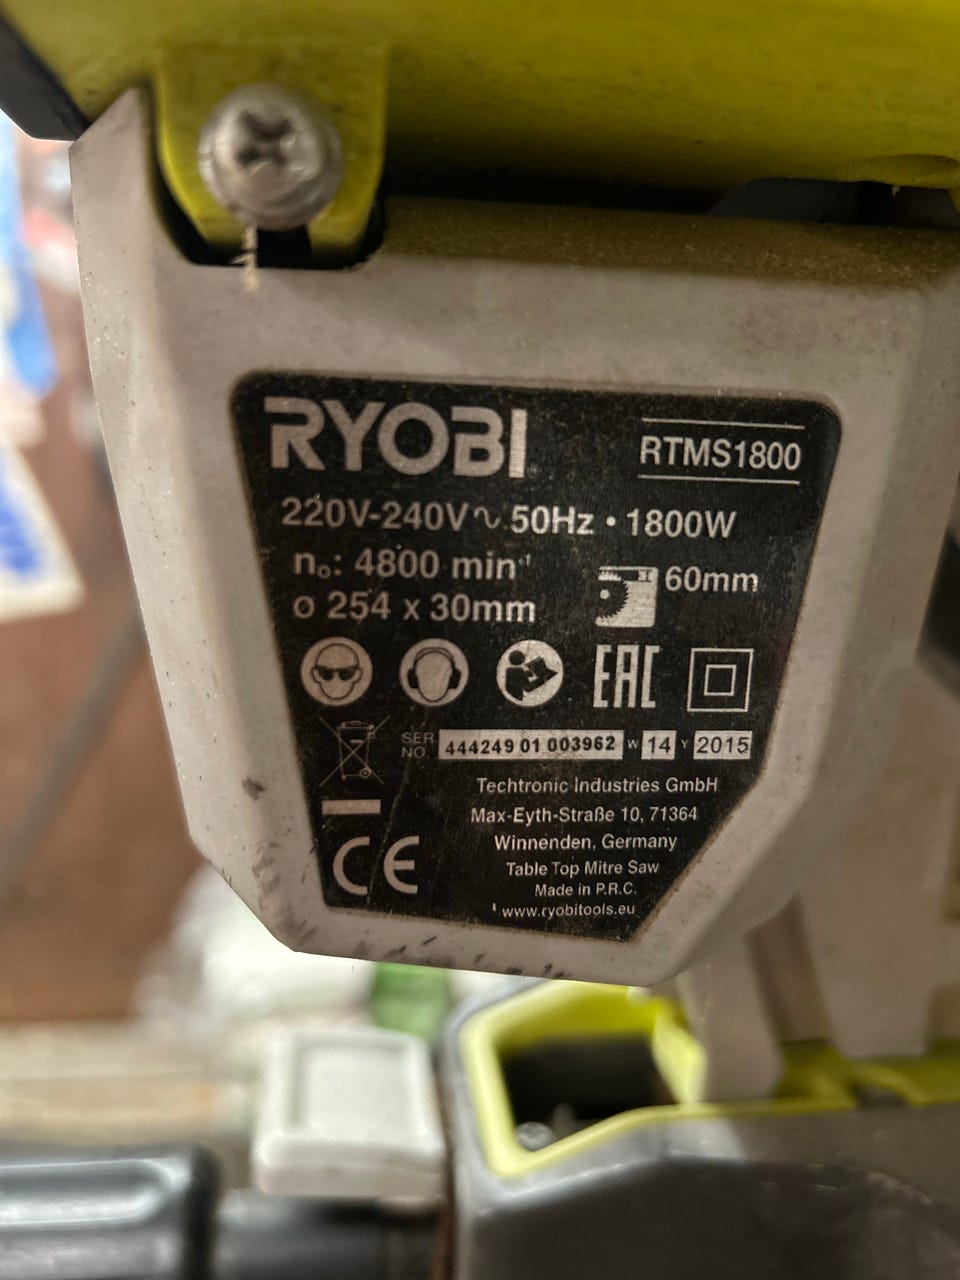 RYOBI
RTMS1800
220V-240V~ 50Hz • 1800W
n₀: 4800 min⁻¹
60mm
ø 254 x 30mm
EAC
SER NO. 444249 01 003962 W 14 Y 2015
Techtronic Industries GmbH
Max-Eyth-Straße 10, 71364
Winnenden, Germany
CE
Table Top Mitre Saw
Made in P.R.C.
www.ryobitools.eu